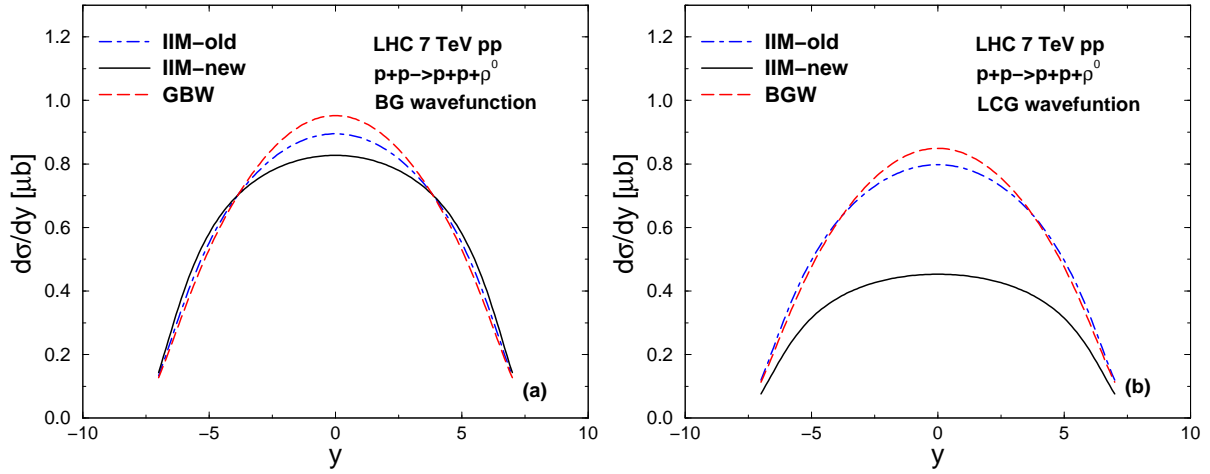 1.2
1.0
0.8
0.6
0.4
0.2
0.0
dσ/dy [μb]
IIM−old
IIM−new
GBW
LHC 7 TeV pp
p+p−>p+p+ρ⁰
BG wavefunction
(a)
−10
−5
0
5
10
y
1.2
1.0
0.8
0.6
0.4
0.2
0.0
dσ/dy [μb]
IIM−old
IIM−new
BGW
LHC 7 TeV pp
p+p−>p+p+ρ⁰
LCG wavefuntion
(b)
−10
−5
0
5
10
y